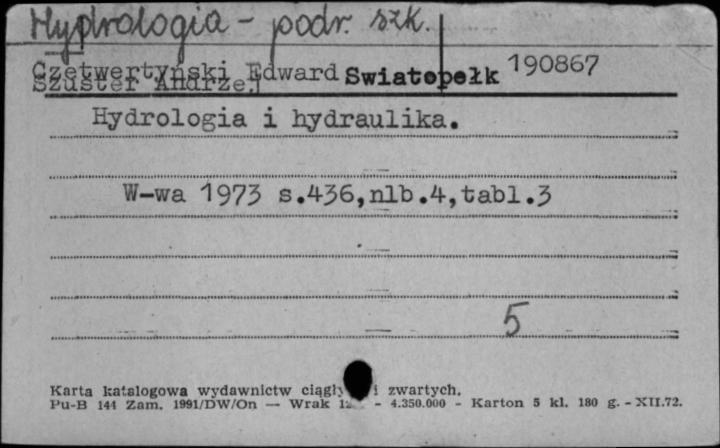 Hydrologia - podr. szk.
Czetwertyński Edward Swiatopełk 190867
Szuster Andrzej
Hydrologia i hydraulika.
W-wa 1973 s.436,nlb.4,tabl.3
5
Karta katalogowa wydawnictw i zwartych.
Pu-B 144 Zam. 1991/DW/On — Wrak - 4.350.000 - Karton 5 kl. 180 g. - XII.72.